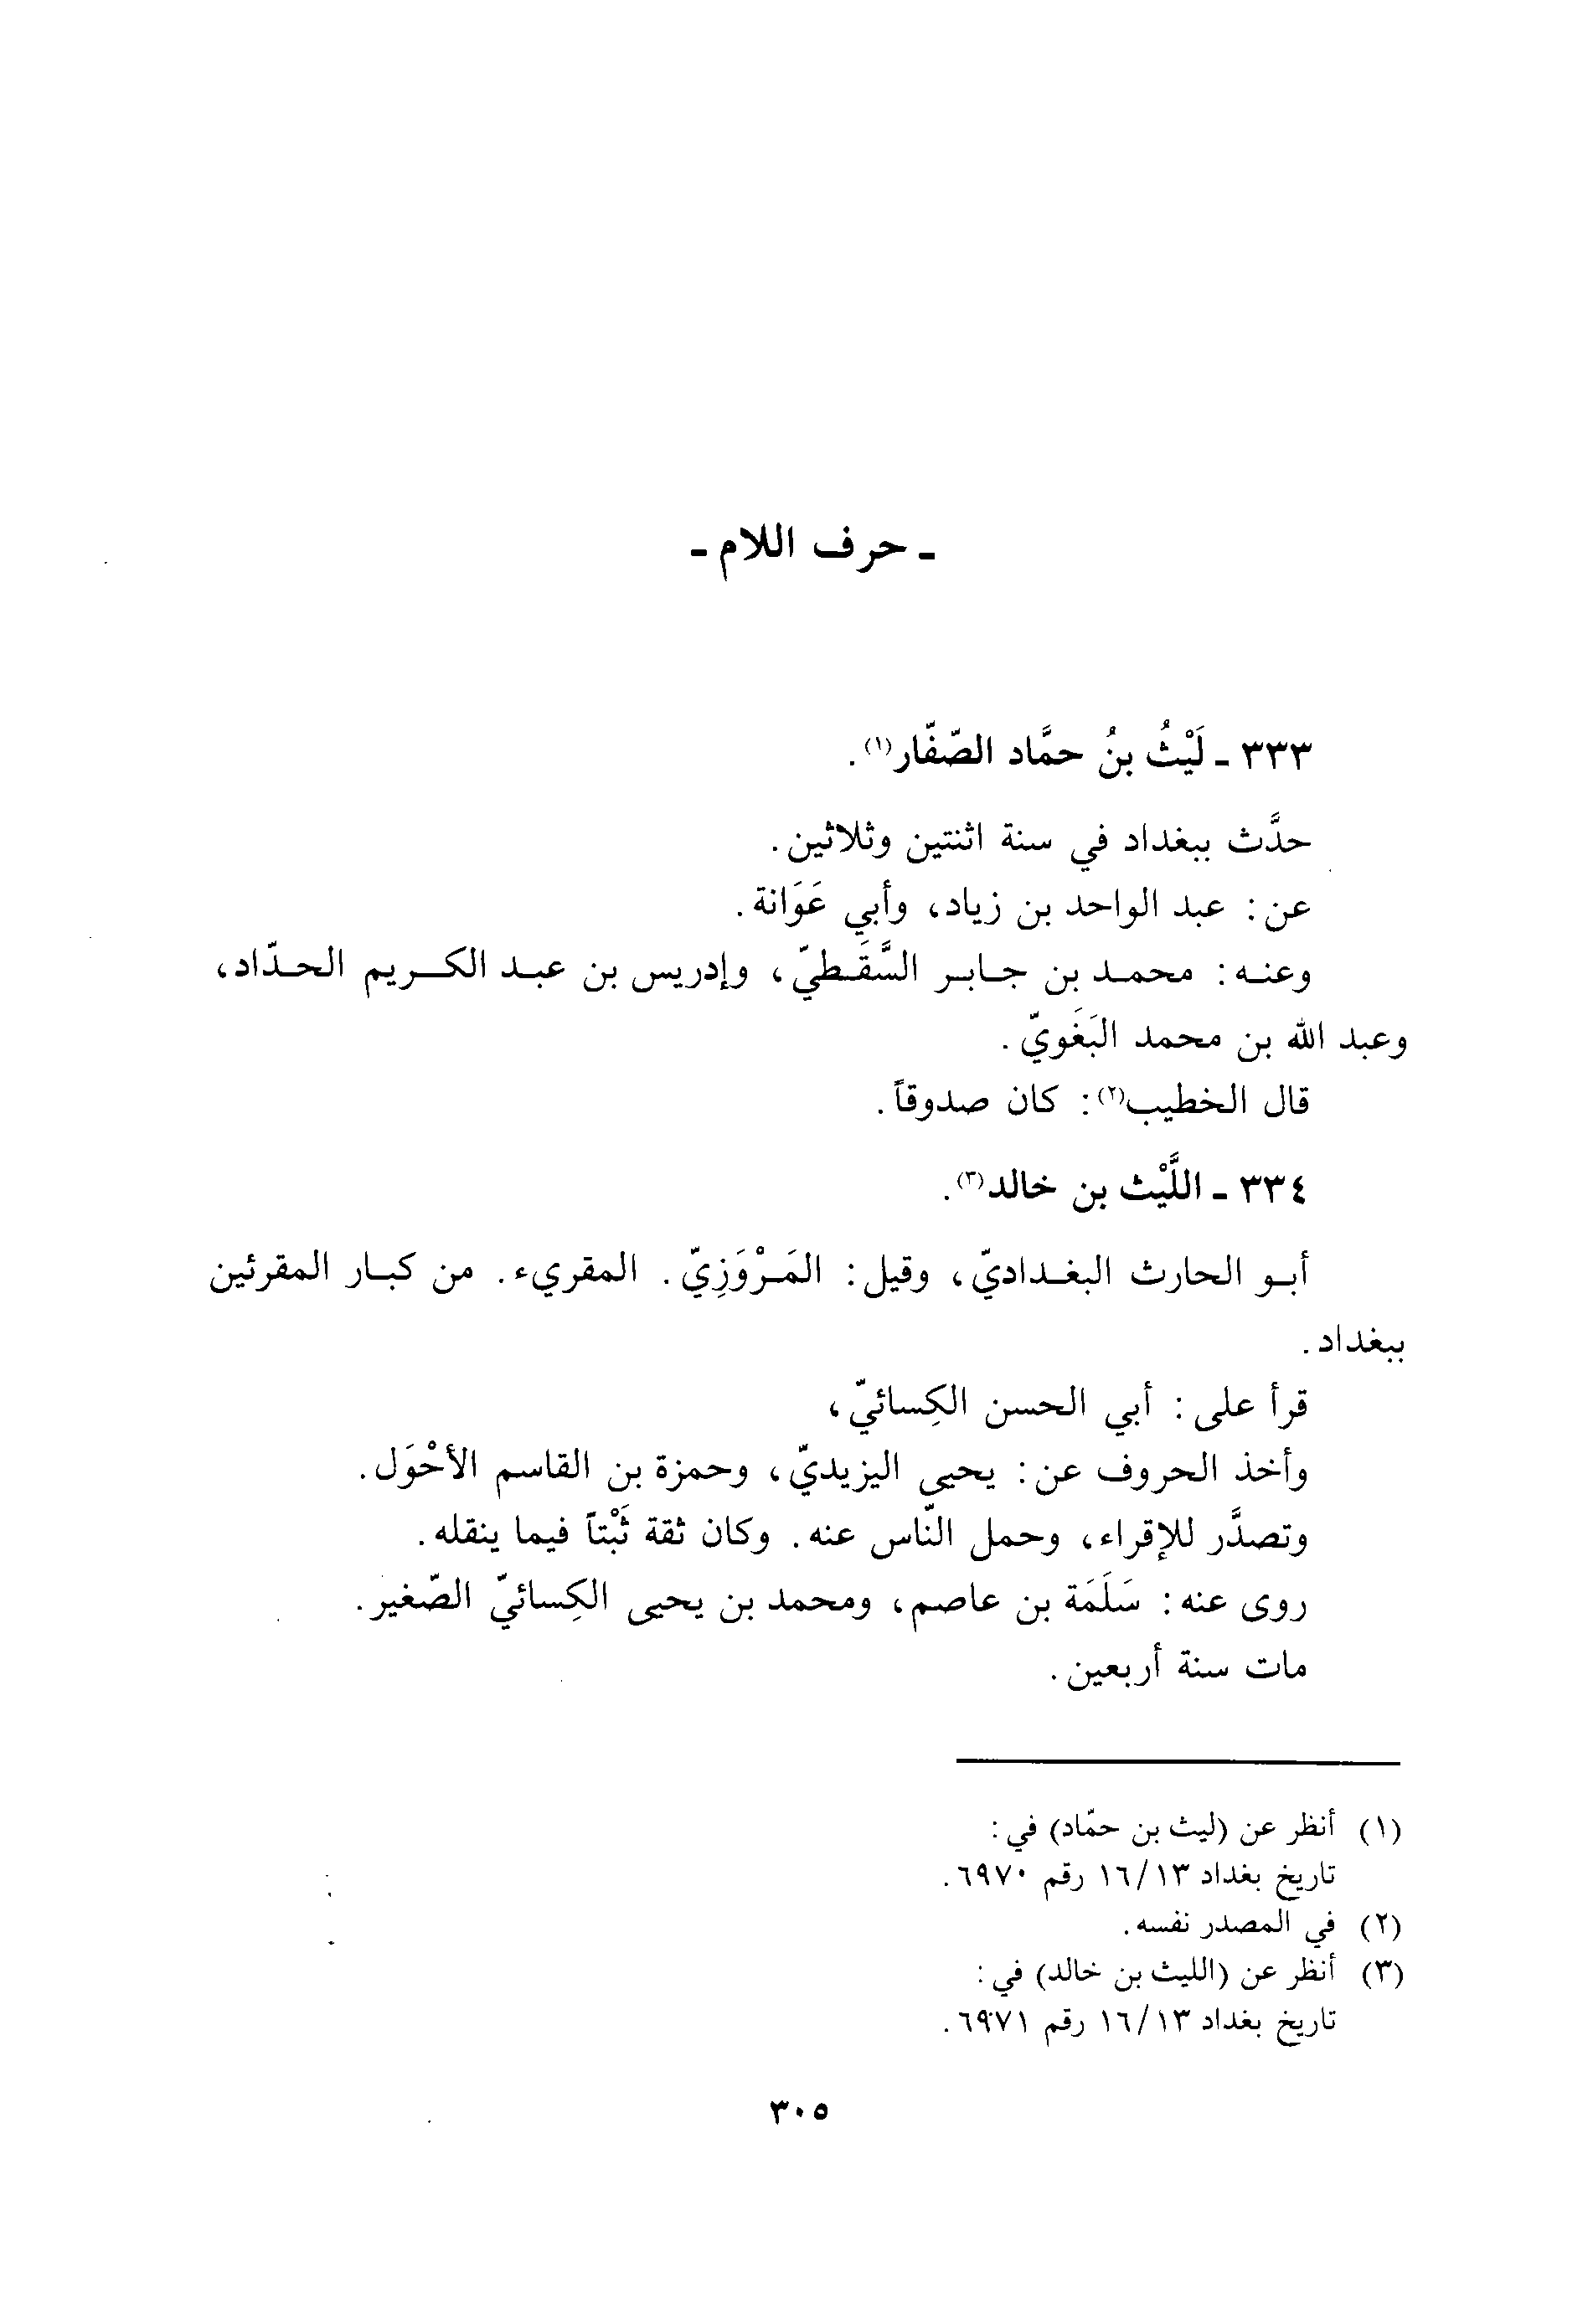 - حرف اللام -
٣٣٣ - لَيْثُ بنُ حمَّاد الصّفّار(١).
حدَّث ببغداد في سنة اثنتين وثلاثين.
عن: عبد الواحد بن زياد، وأبي عَوَانة.
وعنه: محمد بن جابر السَّقَطيّ، وإدريس بن عبد الكريم الحدّاد،
وعبد الله بن محمد البَغَويّ.
قال الخطيب(٢): كان صدوقاً.
٣٣٤ - اللَّيْث بن خالد(٣).
أبو الحارث البغداديّ، وقيل: المَرْوَزِيّ. المقريء. من كبار المقرئين
ببغداد.
قرأ على: أبي الحسن الكِسائيّ،
وأخذ الحروف عن: يحيى اليزيديّ، وحمزة بن القاسم الأحْوَل.
وتصدَّر للإقراء، وحمل النّاس عنه. وكان ثقة ثَبْتاً فيما ينقله.
روى عنه: سَلَمَة بن عاصم، ومحمد بن يحيى الكِسائيّ الصّغير.
مات سنة أربعين.
(١) أنظر عن (ليث بن حمّاد) في:
تاريخ بغداد ١٣/١٦ رقم ٦٩٧٠.
(٢) في المصدر نفسه.
(٣) أنظر عن (الليث بن خالد) في:
تاريخ بغداد ١٣/١٦ رقم ٦٩٧١.
٣٠٥